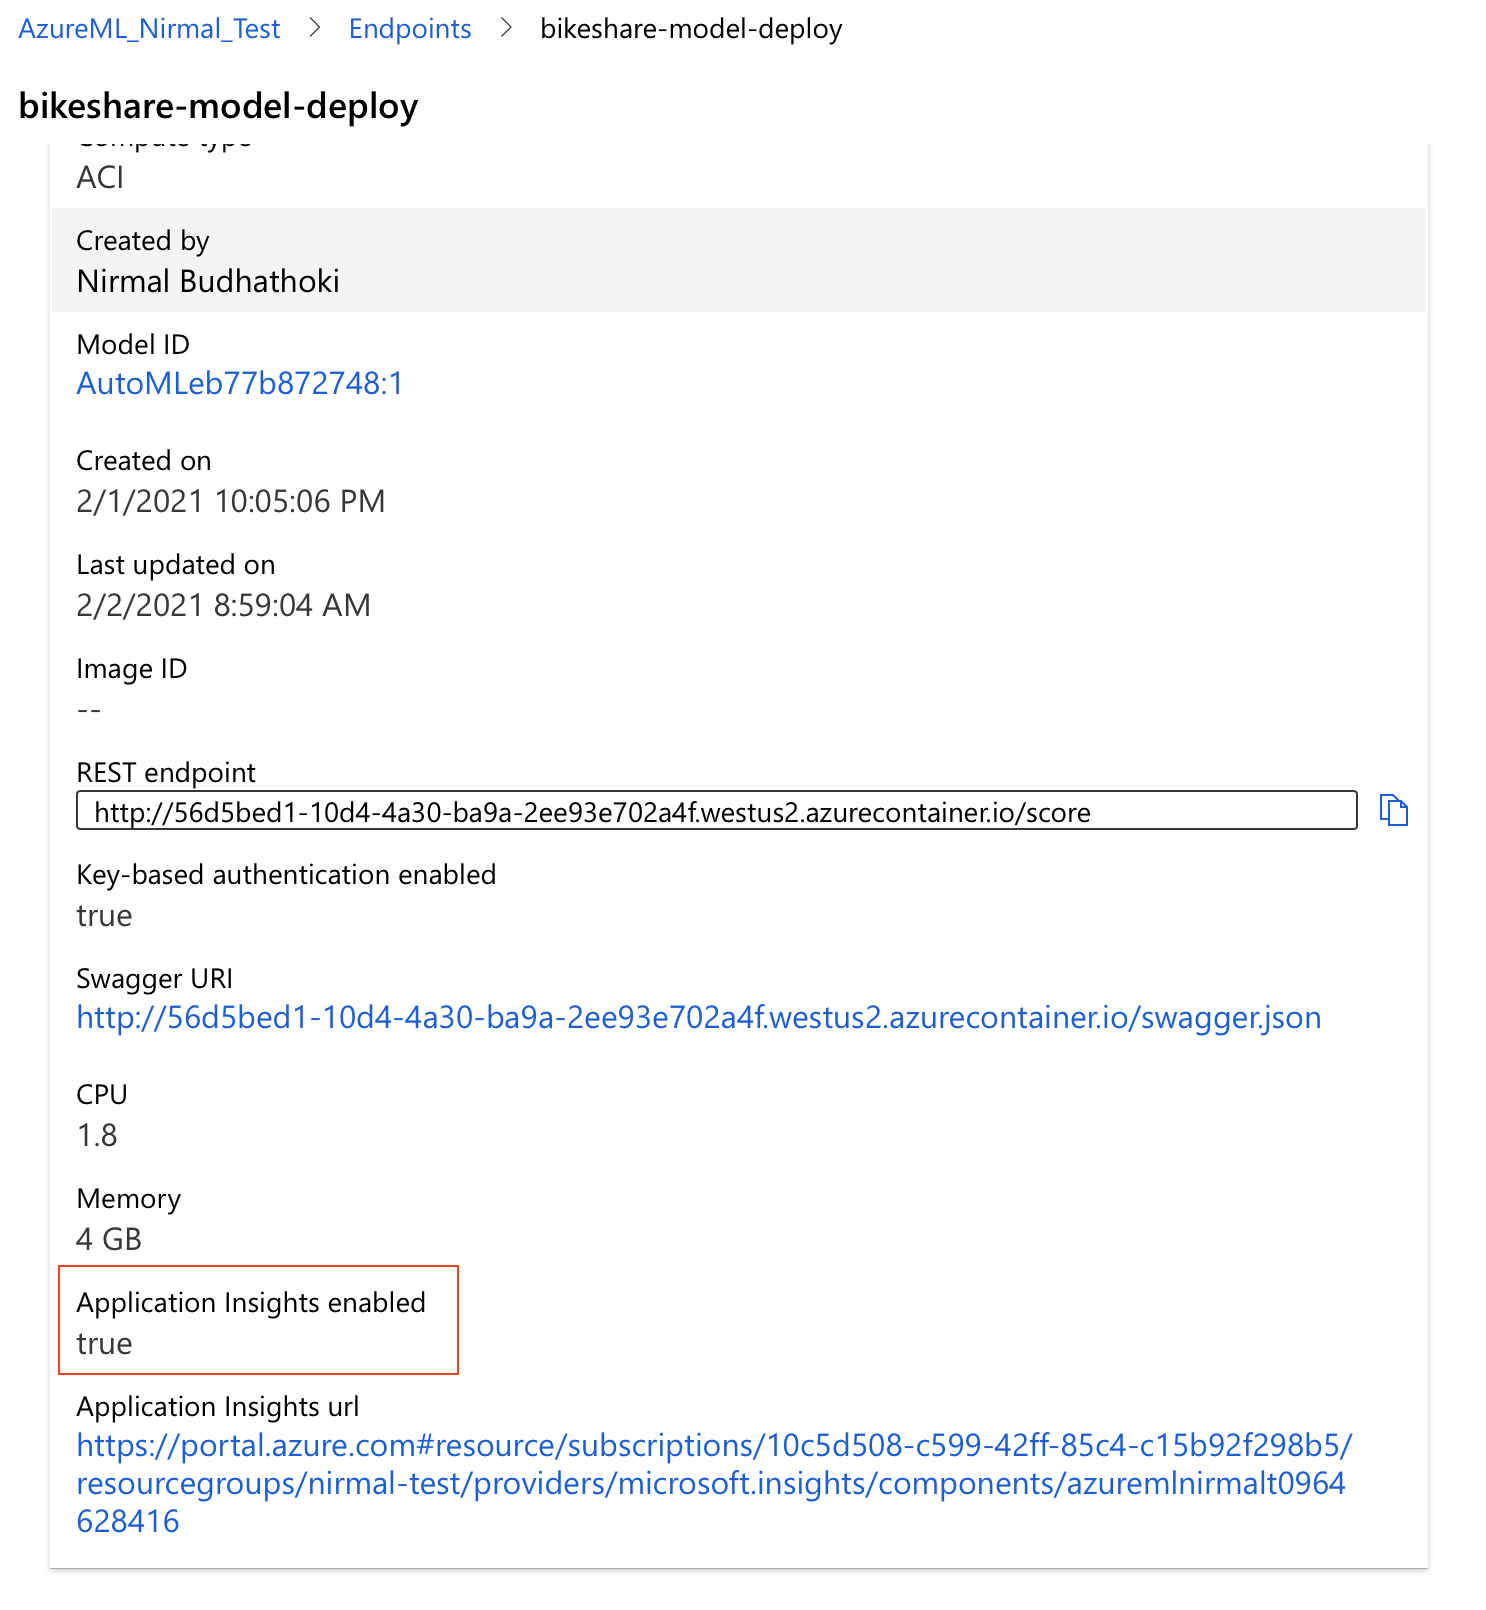 AzureML_Nirmal_Test > Endpoints > bikeshare-model-deploy
bikeshare-model-deploy
Compute type
ACI
Created by
Nirmal Budhathoki
Model ID
AutoMLeb77b872748:1
Created on
2/1/2021 10:05:06 PM
Last updated on
2/2/2021 8:59:04 AM
Image ID
--
REST endpoint
http://56d5bed1-10d4-4a30-ba9a-2ee93e702a4f.westus2.azurecontainer.io/score
Key-based authentication enabled
true
Swagger URI
http://56d5bed1-10d4-4a30-ba9a-2ee93e702a4f.westus2.azurecontainer.io/swagger.json
CPU
1.8
Memory
4 GB
Application Insights enabled
true
Application Insights url
https://portal.azure.com#resource/subscriptions/10c5d508-c599-42ff-85c4-c15b92f298b5/
resourcegroups/nirmal-test/providers/microsoft.insights/components/azuremlnirmalt0964
628416